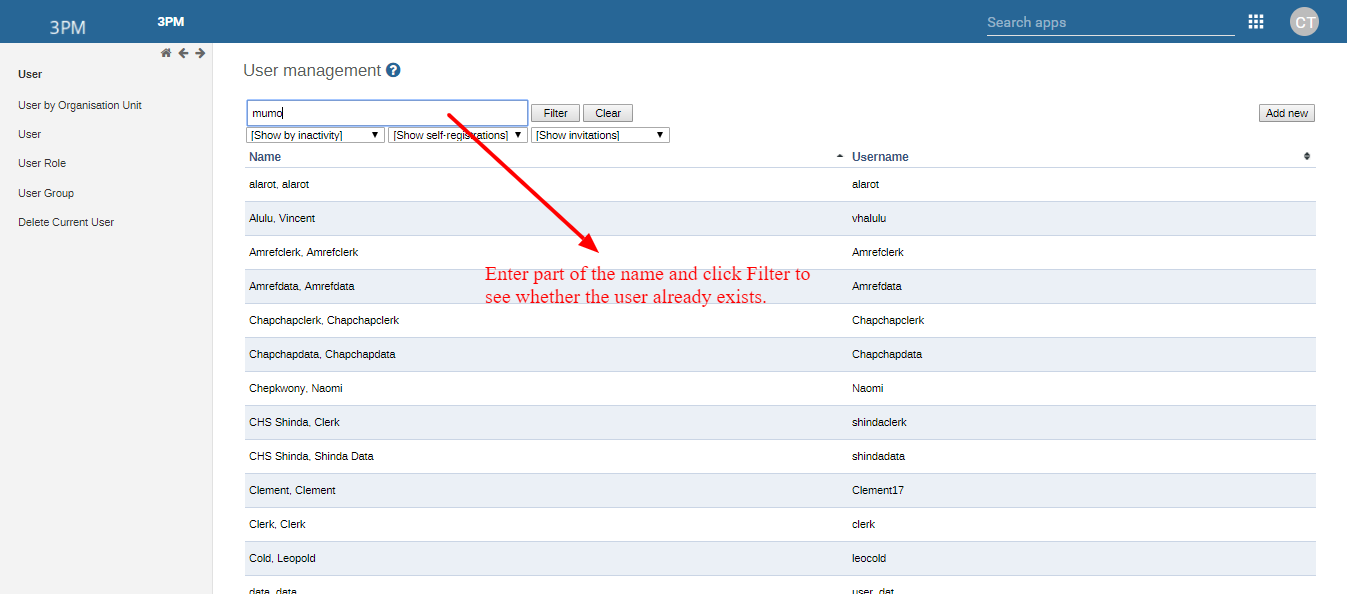 3PM 3PM Search apps CT
User
User by Organisation Unit
User
User Role
User Group
Delete Current User
User management ?
mumo Filter Clear Add new
[Show by inactivity] [Show self-registrations] [Show invitations]
Name Username
alarot, alarot alarot
Alulu, Vincent vhalulu
Amrefclerk, Amrefclerk Amrefclerk
Enter part of the name and click Filter to
see whether the user already exists.
Amrefdata, Amrefdata Amrefdata
Chapchapclerk, Chapchapclerk Chapchapclerk
Chapchapdata, Chapchapdata Chapchapdata
Chepkwony, Naomi Naomi
CHS Shinda, Clerk shindaclerk
CHS Shinda, Shinda Data shindadata
Clement, Clement Clement17
Clerk, Clerk clerk
Cold, Leopold leocold
data, data user_dat